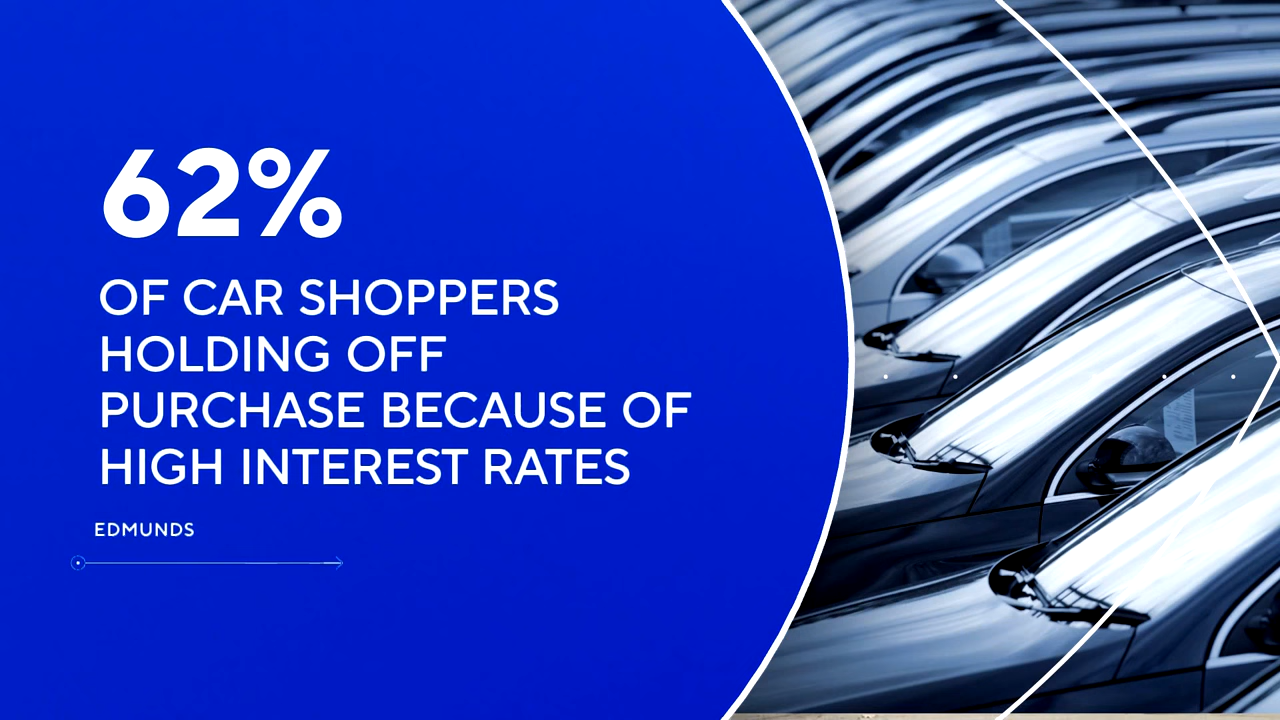 62%
OF CAR SHOPPERS
HOLDING OFF
PURCHASE BECAUSE OF
HIGH INTEREST RATES
EDMUNDS